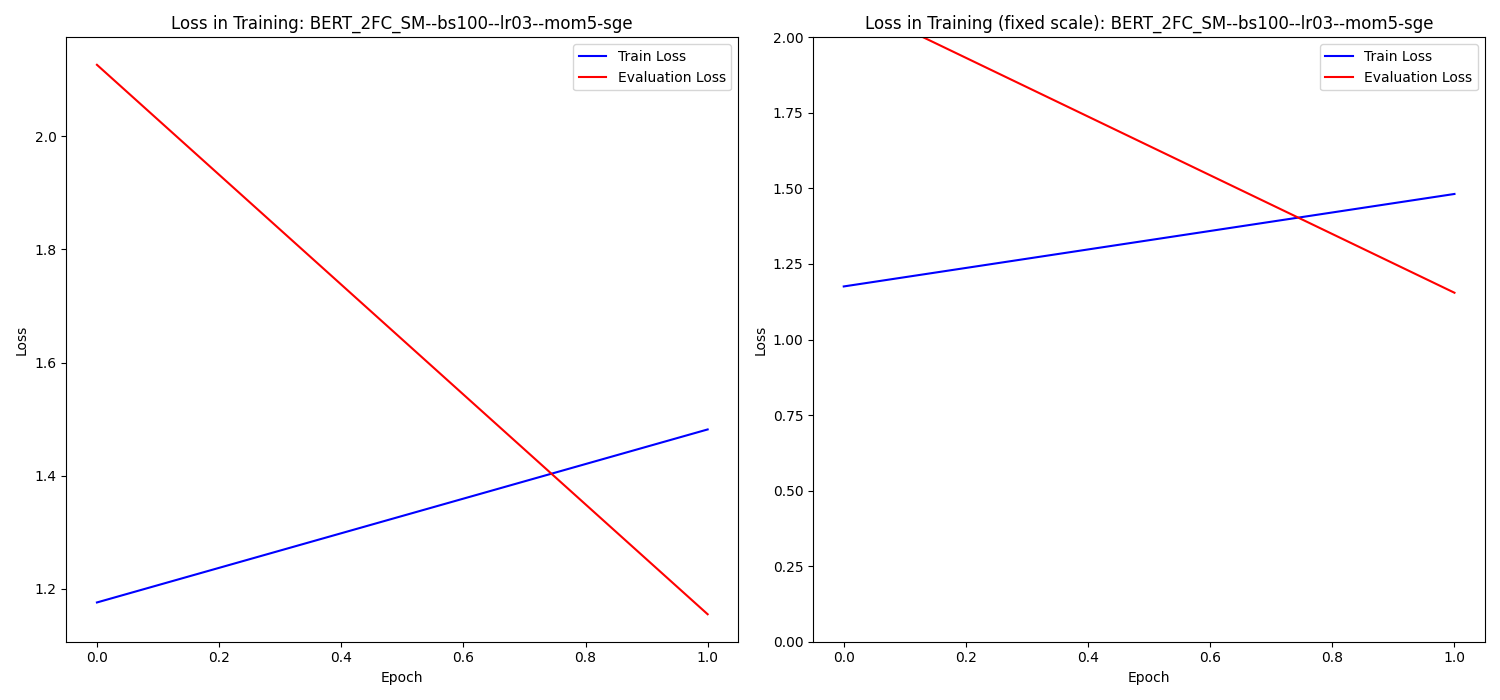 Loss in Training: BERT_2FC_SM--bs100--lr03--mom5-sge
Train Loss
Evaluation Loss
2.0
1.8
1.6
1.4
1.2
Loss
0.0 0.2 0.4 0.6 0.8 1.0
Epoch
Loss in Training (fixed scale): BERT_2FC_SM--bs100--lr03--mom5-sge
Train Loss
Evaluation Loss
2.00
1.75
1.50
1.25
1.00
0.75
0.50
0.25
0.00
Loss
0.0 0.2 0.4 0.6 0.8 1.0
Epoch